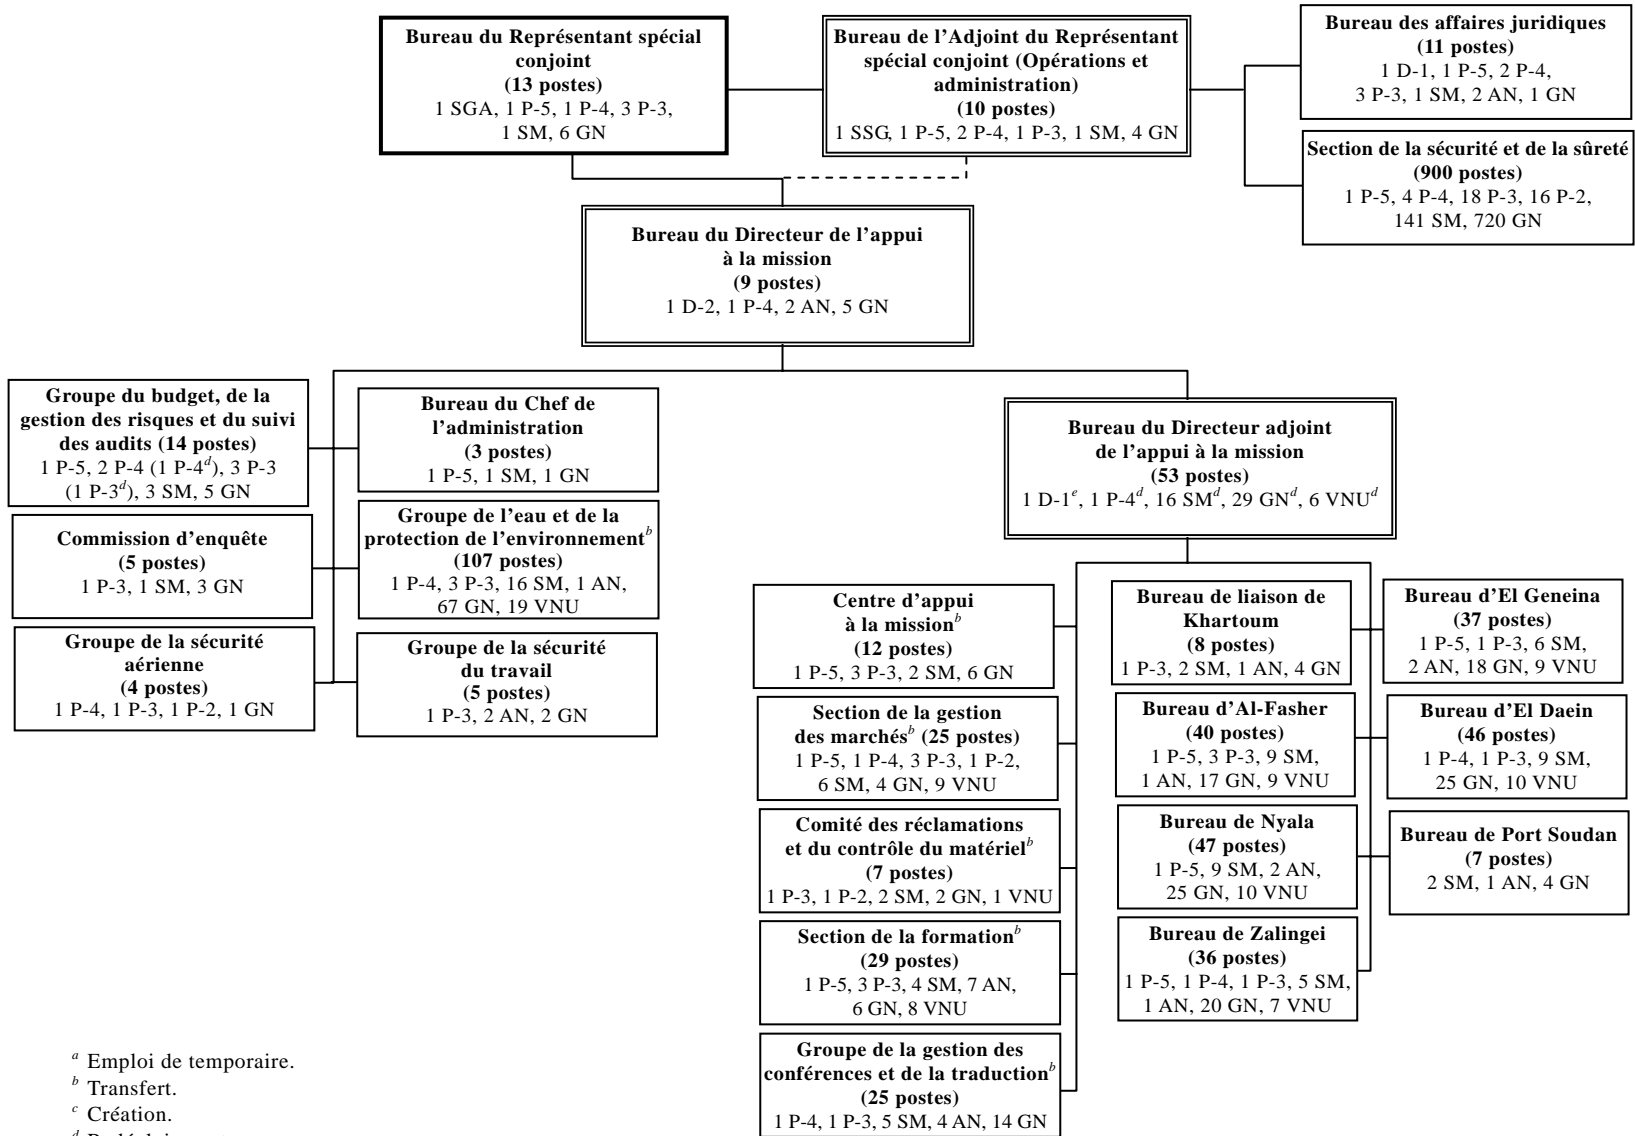 Bureau du Représentant spécial
conjoint
(13 postes)
1 SGA, 1 P-5, 1 P-4, 3 P-3,
1 SM, 6 GN
Bureau de l'Adjoint du Représentant
spécial conjoint (Opérations et
administration)
(10 postes)
1 SSG, 1 P-5, 2 P-4, 1 P-3, 1 SM, 4 GN
Bureau des affaires juridiques
(11 postes)
1 D-1, 1 P-5, 2 P-4,
3 P-3, 1 SM, 2 AN, 1 GN
Section de la sécurité et de la sûreté
(900 postes)
1 P-5, 4 P-4, 18 P-3, 16 P-2,
141 SM, 720 GN
Bureau du Directeur de l'appui
à la mission
(9 postes)
1 D-2, 1 P-4, 2 AN, 5 GN
Groupe du budget, de la
gestion des risques et du suivi
des audits (14 postes)
1 P-5, 2 P-4 (1 P-4d), 3 P-3
(1 P-3d), 3 SM, 5 GN
Bureau du Chef de
l'administration
(3 postes)
1 P-5, 1 SM, 1 GN
Commission d'enquête
(5 postes)
1 P-3, 1 SM, 3 GN
Groupe de l'eau et de la
protection de l'environnementb
(107 postes)
1 P-4, 3 P-3, 16 SM, 1 AN,
67 GN, 19 VNU
Groupe de la sécurité
aérienne
(4 postes)
1 P-4, 1 P-3, 1 P-2, 1 GN
Groupe de la sécurité
du travail
(5 postes)
1 P-3, 2 AN, 2 GN
Bureau du Directeur adjoint
de l'appui à la mission
(53 postes)
1 D-1e, 1 P-4d, 16 SMd, 29 GNd, 6 VNUd
Centre d'appui
à la missionb
(12 postes)
1 P-5, 3 P-3, 2 SM, 6 GN
Section de la gestion
des marchésb (25 postes)
1 P-5, 1 P-4, 3 P-3, 1 P-2,
6 SM, 4 GN, 9 VNU
Comité des réclamations
et du contrôle du matérielb
(7 postes)
1 P-3, 1 P-2, 2 SM, 2 GN, 1 VNU
Section de la formationb
(29 postes)
1 P-5, 3 P-3, 4 SM, 7 AN,
6 GN, 8 VNU
Groupe de la gestion des
conférences et de la traductionb
(25 postes)
1 P-4, 1 P-3, 5 SM, 4 AN, 14 GN
Bureau de liaison de
Khartoum
(8 postes)
1 P-3, 2 SM, 1 AN, 4 GN
Bureau d'Al-Fasher
(40 postes)
1 P-5, 3 P-3, 9 SM,
1 AN, 17 GN, 9 VNU
Bureau de Nyala
(47 postes)
1 P-5, 9 SM, 2 AN,
25 GN, 10 VNU
Bureau de Zalingei
(36 postes)
1 P-5, 1 P-4, 1 P-3, 5 SM,
1 AN, 20 GN, 7 VNU
Bureau d'El Geneina
(37 postes)
1 P-5, 1 P-3, 6 SM,
2 AN, 18 GN, 9 VNU
Bureau d'El Daein
(46 postes)
1 P-4, 1 P-3, 9 SM,
25 GN, 10 VNU
Bureau de Port Soudan
(7 postes)
2 SM, 1 AN, 4 GN
a Emploi de temporaire.
b Transfert.
c Création.